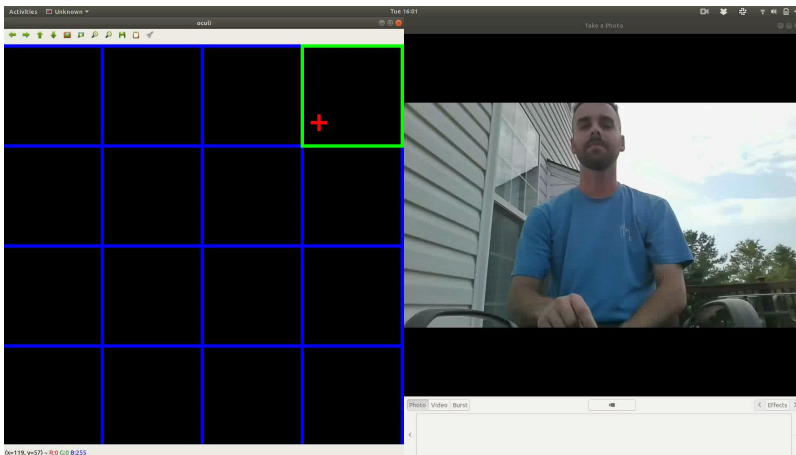 Activities Unknown Tue 16:01
oculi
Take a Photo
Photo Video Burst
Effects
(x=119, y=57) ~ R:0 G:0 B:255